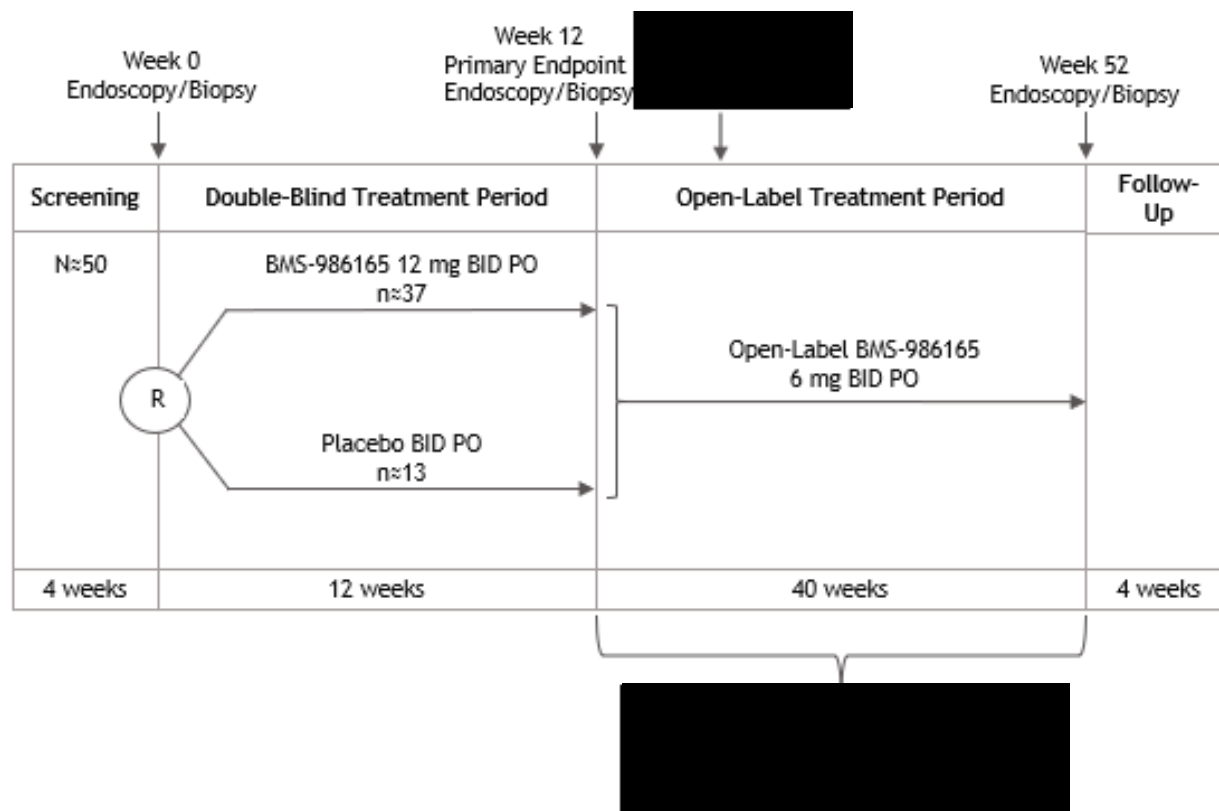 Week 0
Endoscopy/Biopsy
Week 12
Primary Endpoint
Endoscopy/Biopsy
Week 52
Endoscopy/Biopsy
Screening
Double-Blind Treatment Period
Open-Label Treatment Period
Follow-
Up
N≈50
BMS-986165 12 mg BID PO
n≈37
Open-Label BMS-986165
6 mg BID PO
R
Placebo BID PO
n≈13
4 weeks
12 weeks
40 weeks
4 weeks